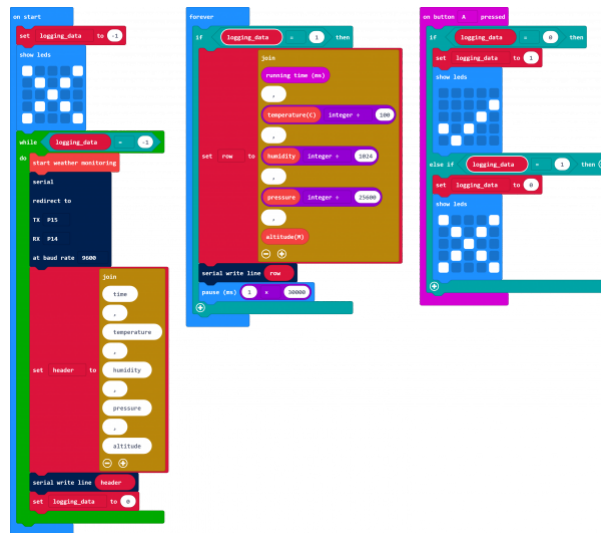 on start
set logging_data to -1
show leds
while logging_data = -1
do start weather monitoring
serial
redirect to
TX P15
RX P14
at baud rate 9600
set header to join
time
,
temperature
,
humidity
,
pressure
,
altitude
serial write line header
set logging_data to 0
forever
if logging_data = 1 then
set row to join
running time (ms)
,
temperature(C) integer ÷ 100
,
humidity integer ÷ 1024
,
pressure integer ÷ 25600
,
altitude(M)
serial write line row
pause (ms) 1 × 30000
on button A pressed
if logging_data = 0 then
set logging_data to 1
show leds
else if logging_data = 1 then
set logging_data to 0
show leds